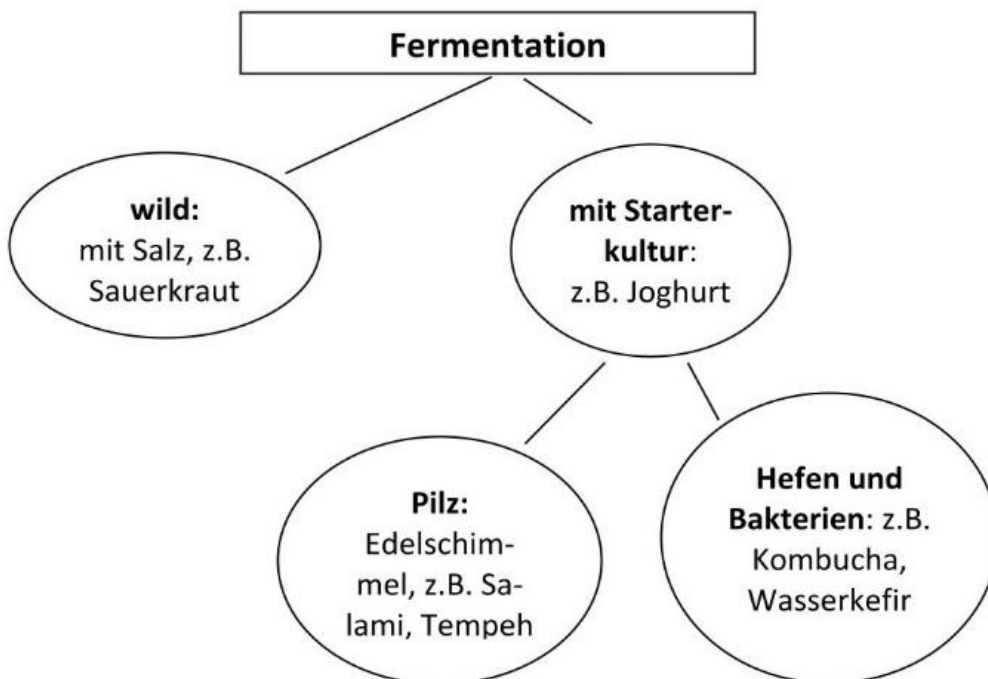 Fermentation
wild:
mit Salz, z.B.
Sauerkraut
mit Starter-
kultur:
z.B. Joghurt
Pilz:
Edelschim-
mel, z.B. Sa-
lami, Tempeh
Hefen und
Bakterien: z.B.
Kombucha,
Wasserkefir